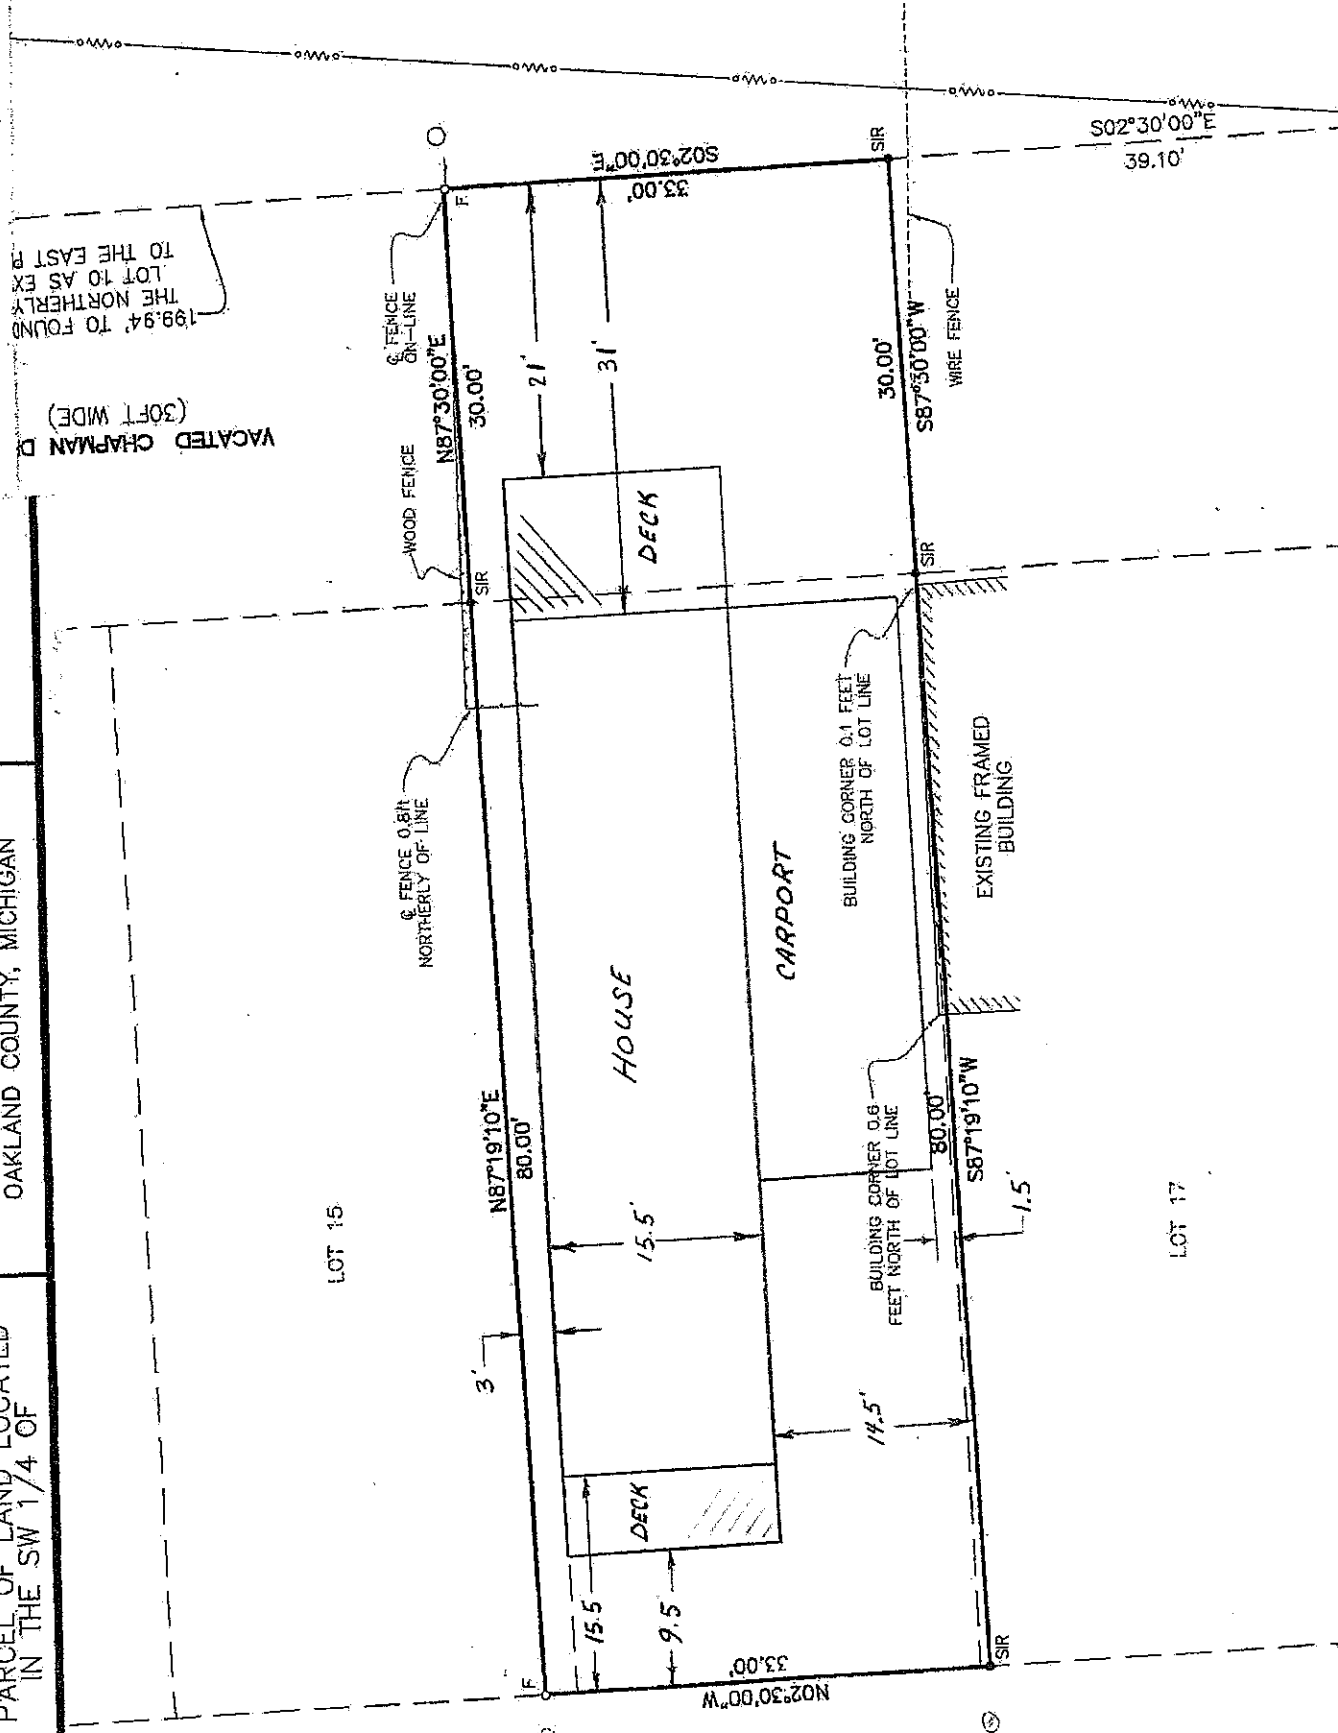 PARCEL OF LAND LOCATED
IN THE SW 1/4 OF
OAKLAND COUNTY, MICHIGAN
VACATED CHAPMAN
(30FT WIDE)
199.94' TO FOUND
THE NORTHERLY
LOT 10 AS EX
TO THE EAST P
S02°30'00"E
39.10'
LOT 15
℄ FENCE 0.8ft
NORTHERLY OF LINE
WOOD FENCE
℄ FENCE
ON-LINE
F
N87°19'10"E
80.00'
SIR
N87°30'00"E
30.00'
F
S02°30'00"E
33.00'
SIR
3'
15.5'
HOUSE
21'
31'
DECK
DECK
15.5
9.5'
14.5'
CARPORT
BUILDING CORNER 0.1 FEET
NORTH OF LOT LINE
BUILDING CORNER 0.6
FEET NORTH OF LOT LINE
80.00'
S87°19'10"W
1.5'
EXISTING FRAMED
BUILDING
SIR
30.00'
S87°30'00"W
WIRE FENCE
33.00'
N02°30'00"W
SIR
LOT 17